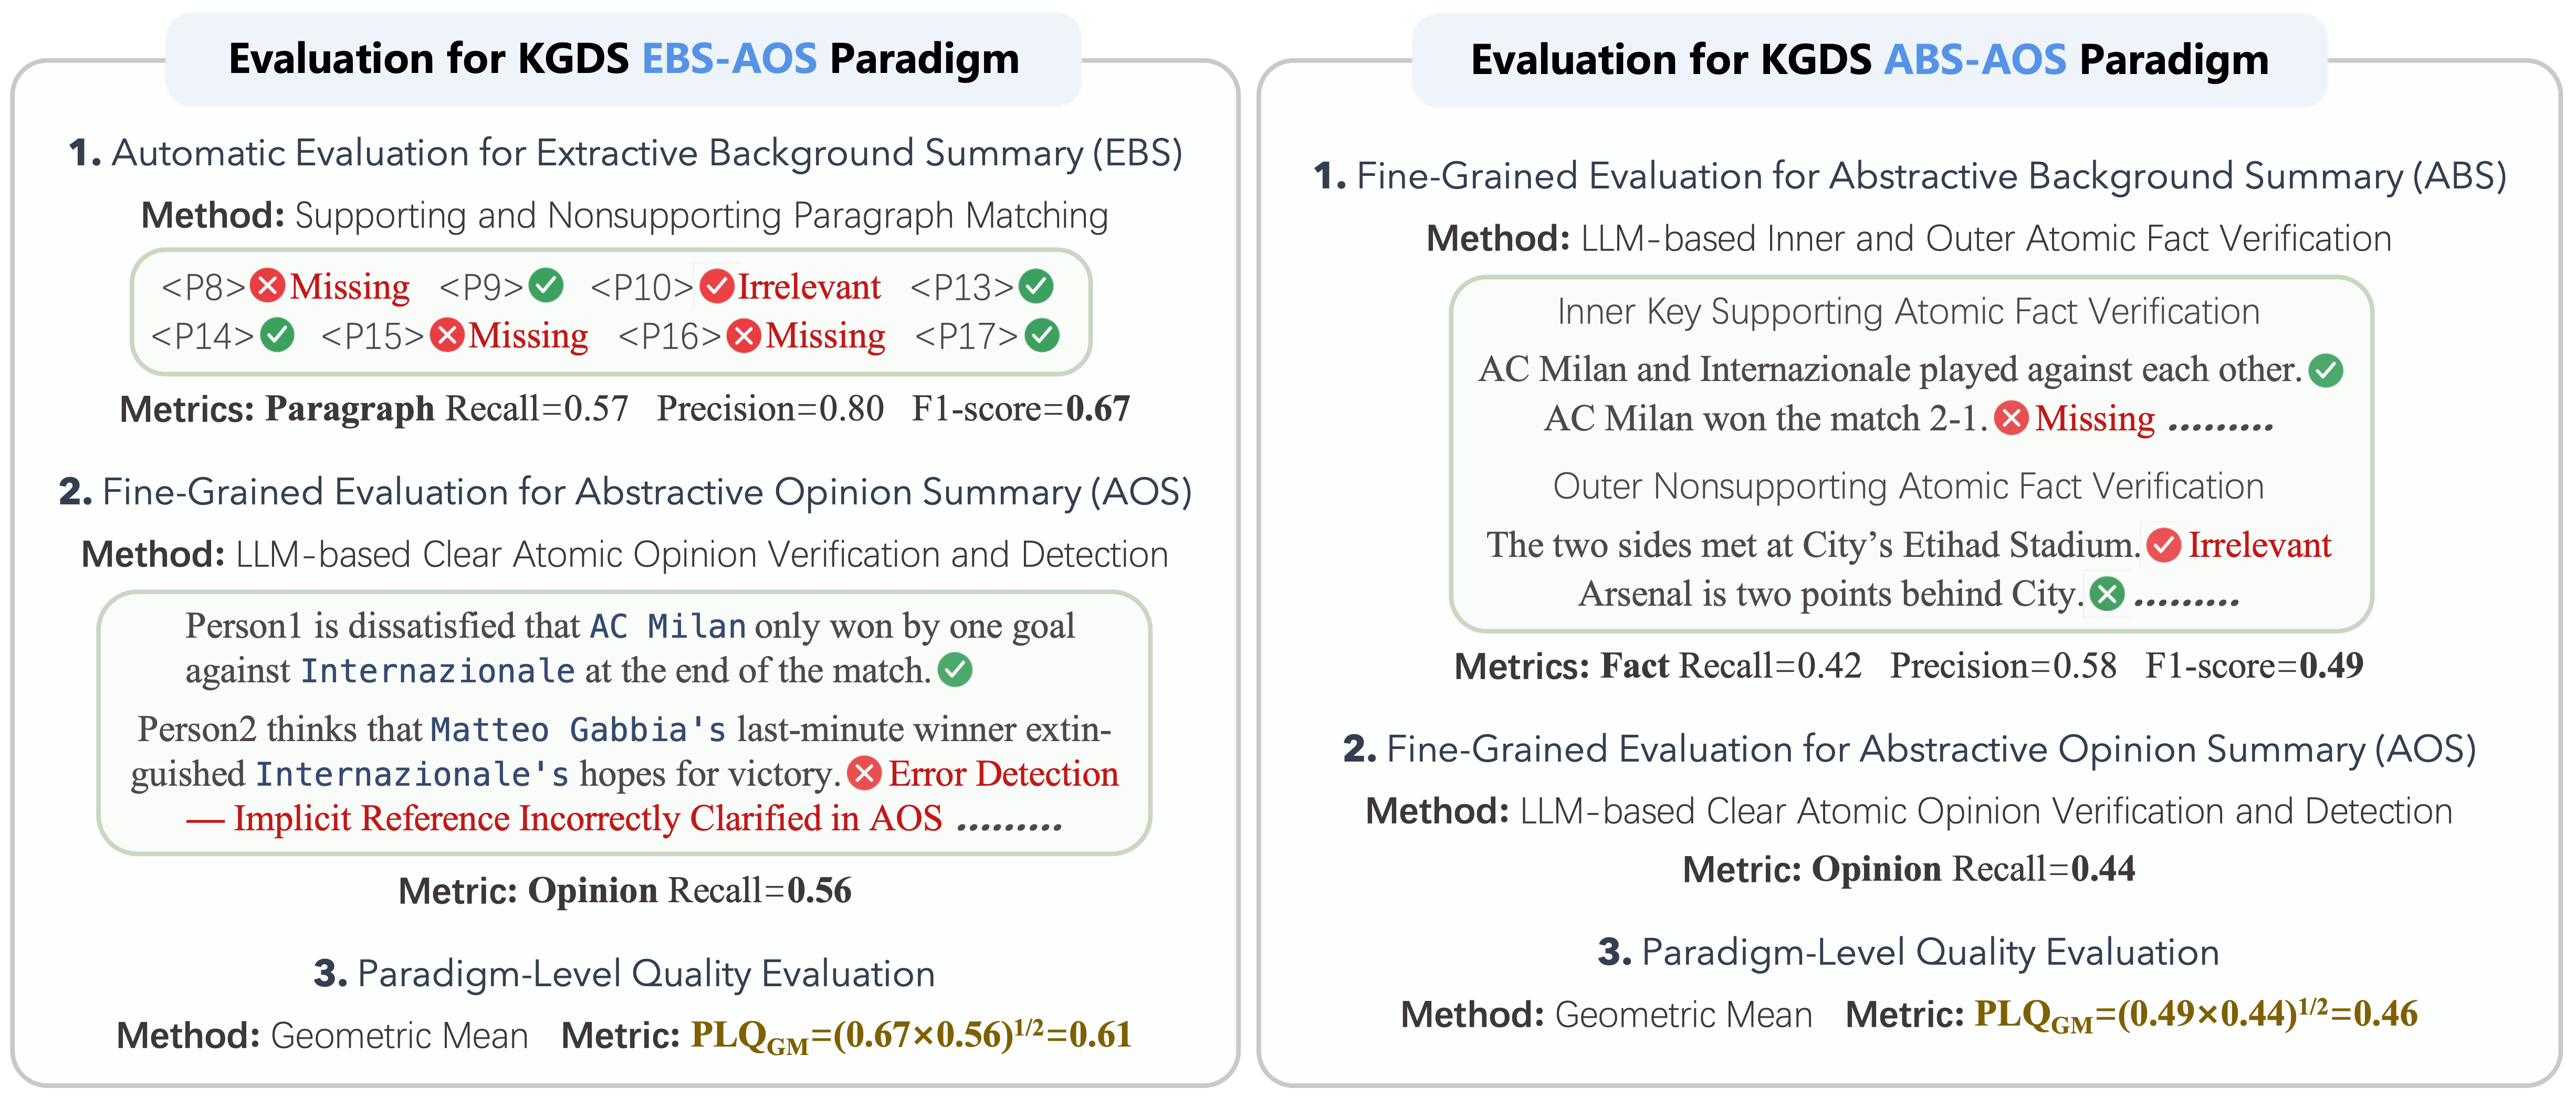 Evaluation for KGDS EBS-AOS Paradigm
1. Automatic Evaluation for Extractive Background Summary (EBS)
Method: Supporting and Nonsupporting Paragraph Matching
<P8> Missing <P9> <P10> Irrelevant <P13>
<P14> <P15> Missing <P16> Missing <P17>
Metrics: Paragraph Recall=0.57 Precision=0.80 F1-score=0.67
2. Fine-Grained Evaluation for Abstractive Opinion Summary (AOS)
Method: LLM-based Clear Atomic Opinion Verification and Detection
Person1 is dissatisfied that AC Milan only won by one goal
against Internazionale at the end of the match.
Person2 thinks that Matteo Gabbia's last-minute winner extin-
guished Internazionale's hopes for victory. Error Detection
— Implicit Reference Incorrectly Clarified in AOS .........
Metric: Opinion Recall=0.56
3. Paradigm-Level Quality Evaluation
Method: Geometric Mean Metric: PLQGM=(0.67×0.56)1/2=0.61
Evaluation for KGDS ABS-AOS Paradigm
1. Fine-Grained Evaluation for Abstractive Background Summary (ABS)
Method: LLM-based Inner and Outer Atomic Fact Verification
Inner Key Supporting Atomic Fact Verification
AC Milan and Internazionale played against each other.
AC Milan won the match 2-1. Missing .........
Outer Nonsupporting Atomic Fact Verification
The two sides met at City's Etihad Stadium. Irrelevant
Arsenal is two points behind City. .........
Metrics: Fact Recall=0.42 Precision=0.58 F1-score=0.49
2. Fine-Grained Evaluation for Abstractive Opinion Summary (AOS)
Method: LLM-based Clear Atomic Opinion Verification and Detection
Metric: Opinion Recall=0.44
3. Paradigm-Level Quality Evaluation
Method: Geometric Mean Metric: PLQGM=(0.49×0.44)1/2=0.46